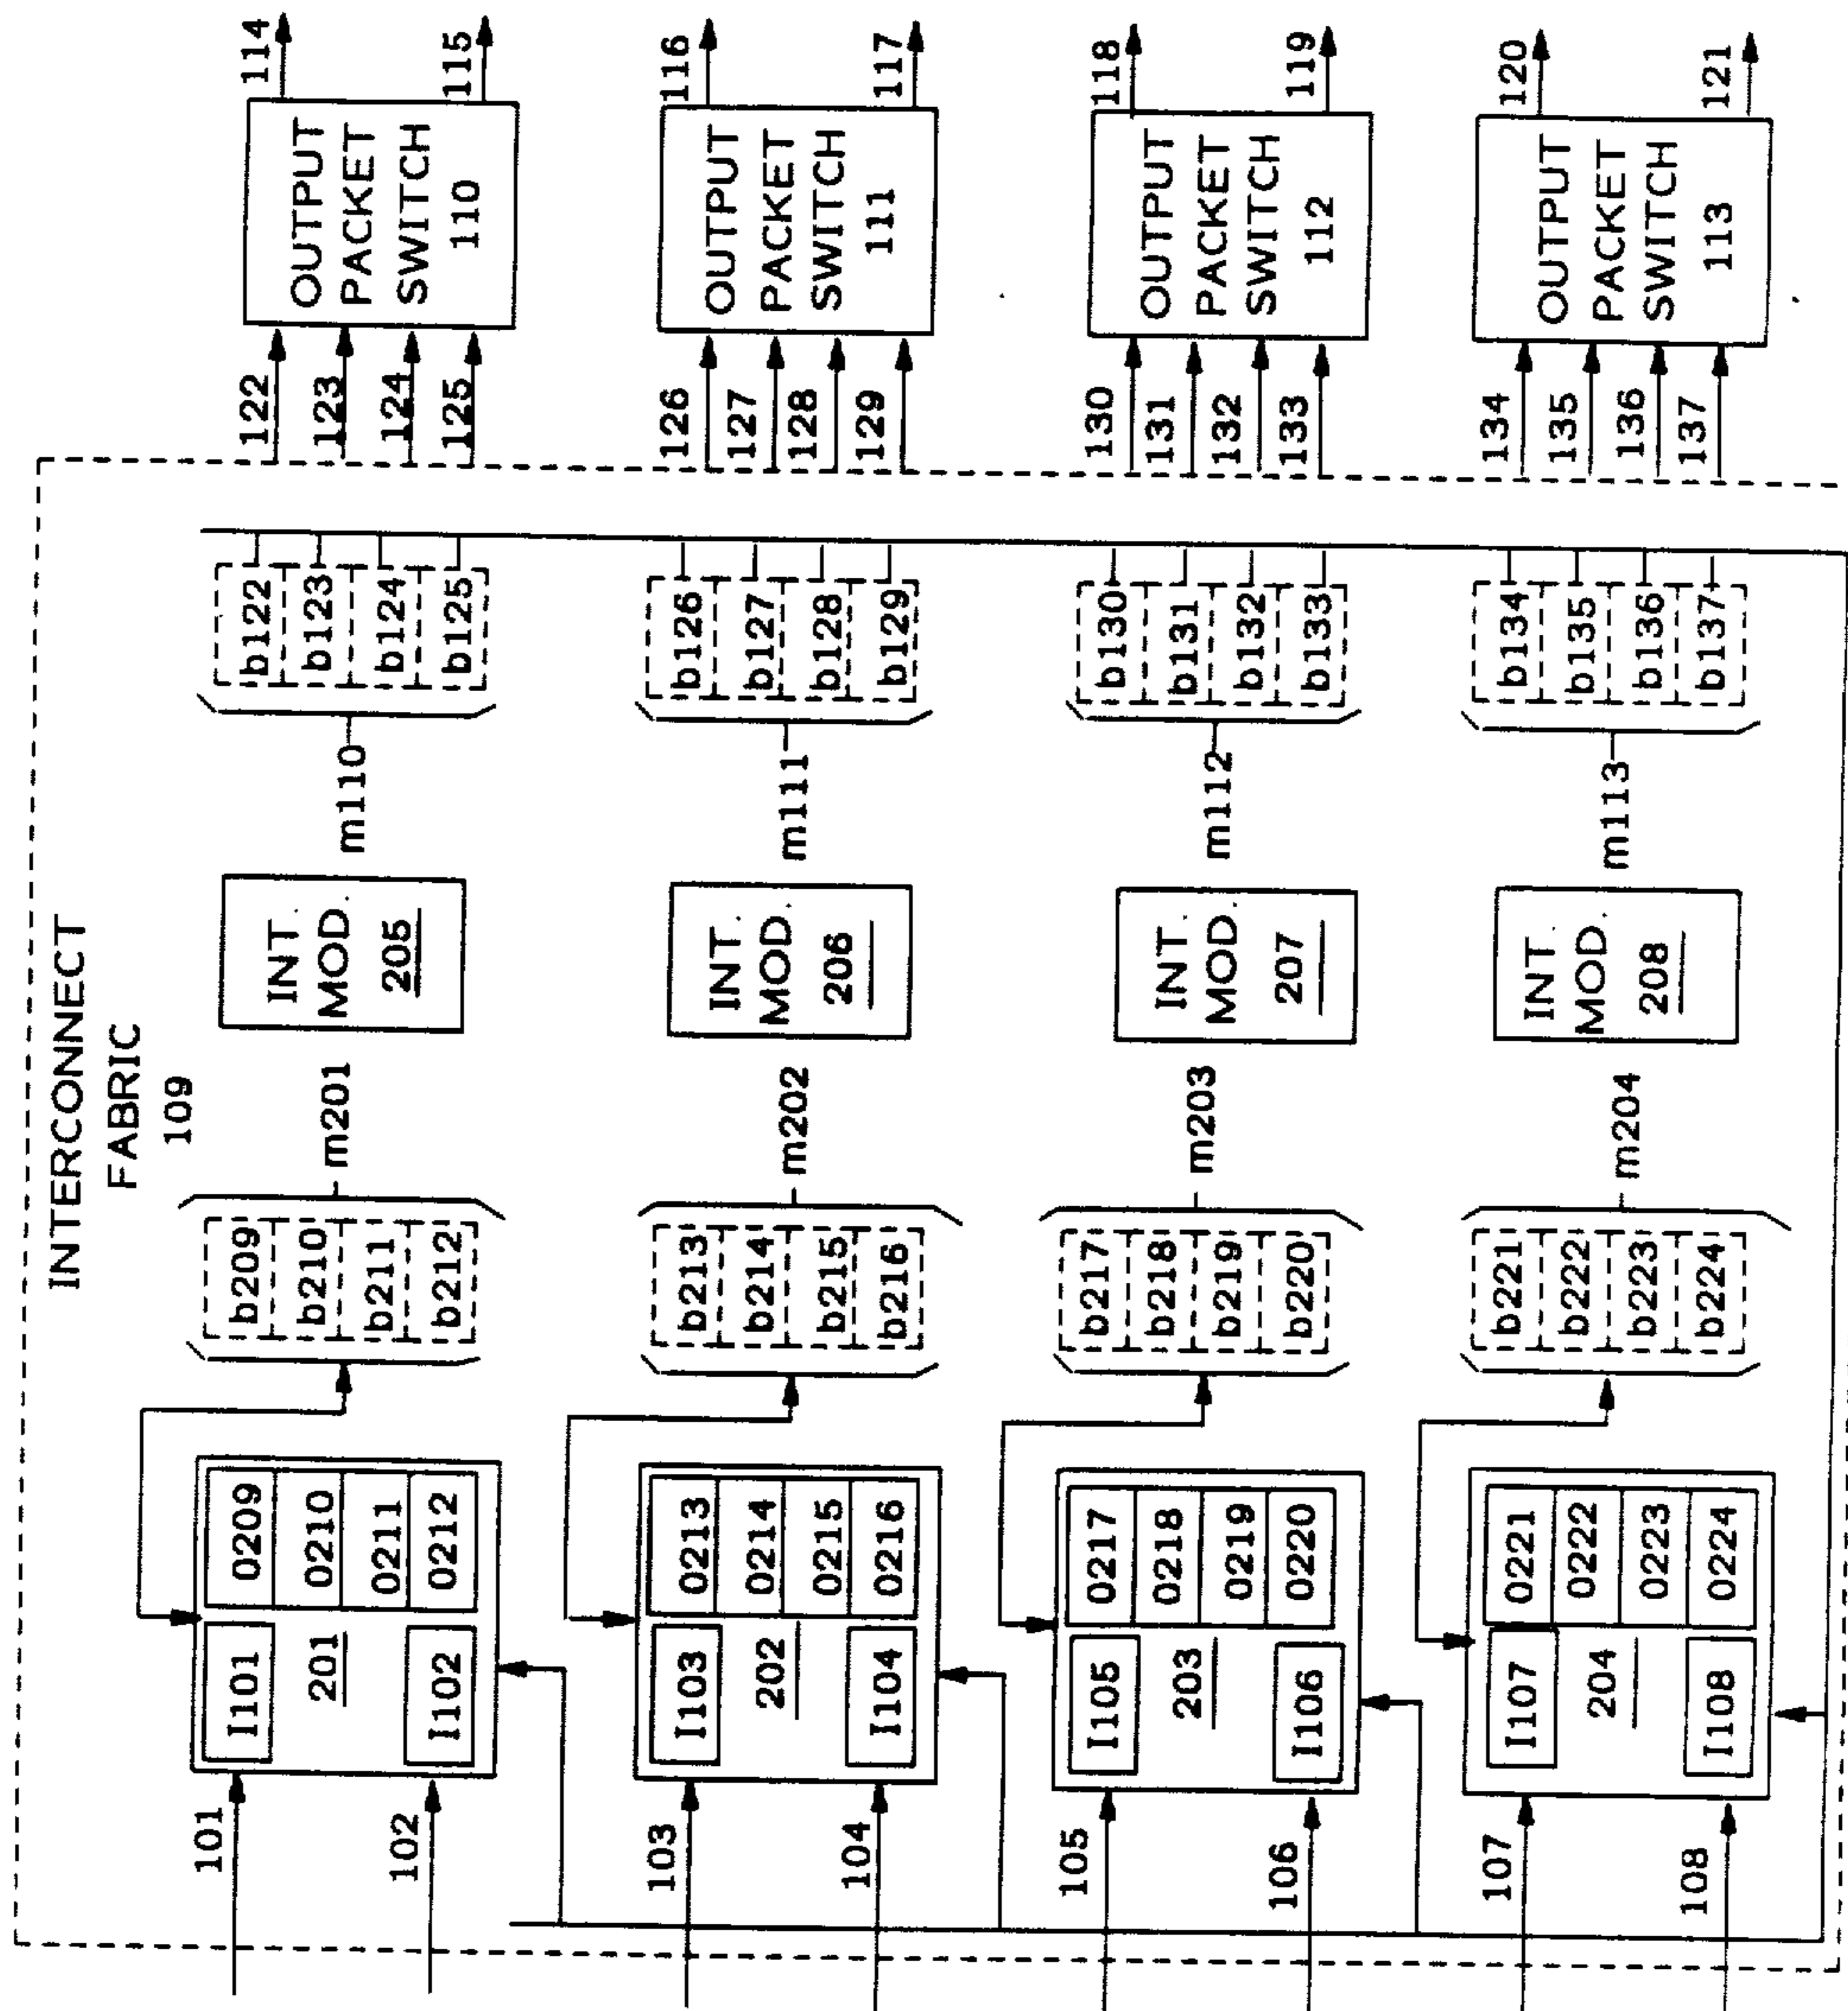 INTERCONNECT
FABRIC
109
101
102
I101
201
I102
0209
0210
0211
0212
b209
b210
b211
b212
m201
INT.
MOD.
205
m110
b122
b123
b124
b125
122
123
124
125
OUTPUT
PACKET
SWITCH
110
114
115
103
104
I103
202
I104
0213
0214
0215
0216
b213
b214
b215
b216
m202
INT.
MOD.
206
m111
b126
b127
b128
b129
126
127
128
129
OUTPUT
PACKET
SWITCH
111
116
117
105
106
I105
203
I106
0217
0218
0219
0220
b217
b218
b219
b220
m203
INT.
MOD.
207
m112
b130
b131
b132
b133
130
131
132
133
OUTPUT
PACKET
SWITCH
112
118
119
107
108
I107
204
I108
0221
0222
0223
0224
b221
b222
b223
b224
m204
INT.
MOD.
208
m113
b134
b135
b136
b137
134
135
136
137
OUTPUT
PACKET
SWITCH
113
120
121